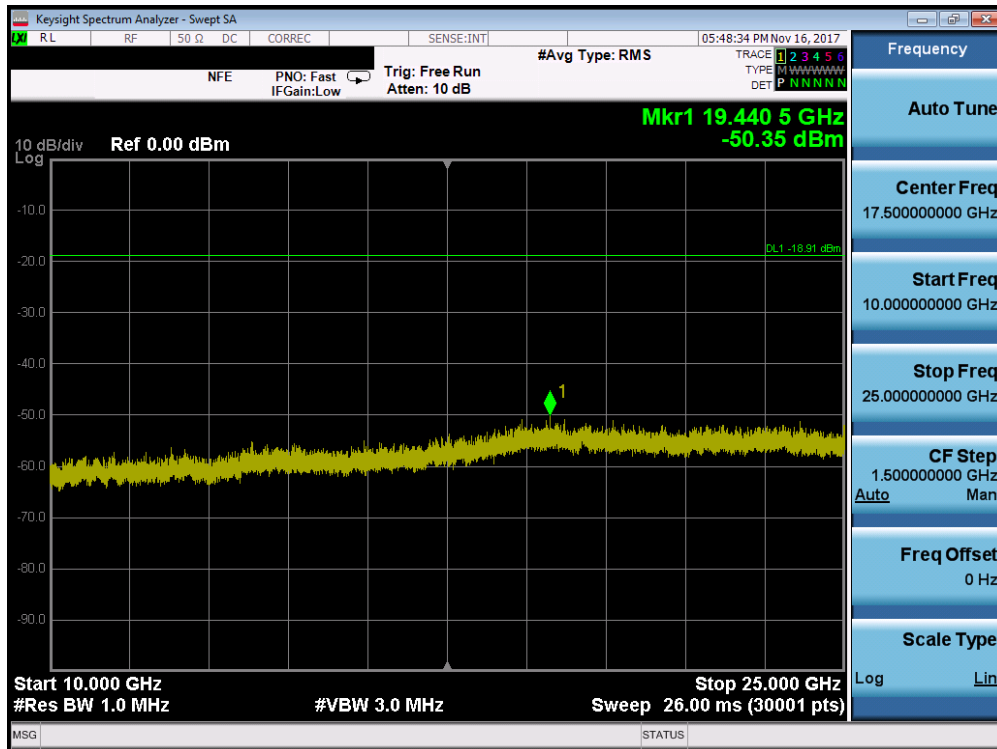 Keysight Spectrum Analyzer - Swept SA
LXI RL RF 50 Ω DC CORREC SENSE:INT 05:48:34 PM Nov 16, 2017
#Avg Type: RMS
TRACE 1 2 3 4 5 6
TYPE M W W W W W
DET P N N N N N
NFE PNO: Fast Trig: Free Run
IFGain:Low Atten: 10 dB
Mkr1 19.440 5 GHz
-50.35 dBm
10 dB/div Ref 0.00 dBm
Log
-10.0
DL1 -18.91 dBm
-20.0
-30.0
-40.0
1
-50.0
-60.0
-70.0
-80.0
-90.0
Start 10.000 GHz Stop 25.000 GHz
#Res BW 1.0 MHz #VBW 3.0 MHz Sweep 26.00 ms (30001 pts)
MSG STATUS
Frequency
Auto Tune
Center Freq
17.500000000 GHz
Start Freq
10.000000000 GHz
Stop Freq
25.000000000 GHz
CF Step
1.500000000 GHz
Auto Man
Freq Offset
0 Hz
Scale Type
Log Lin